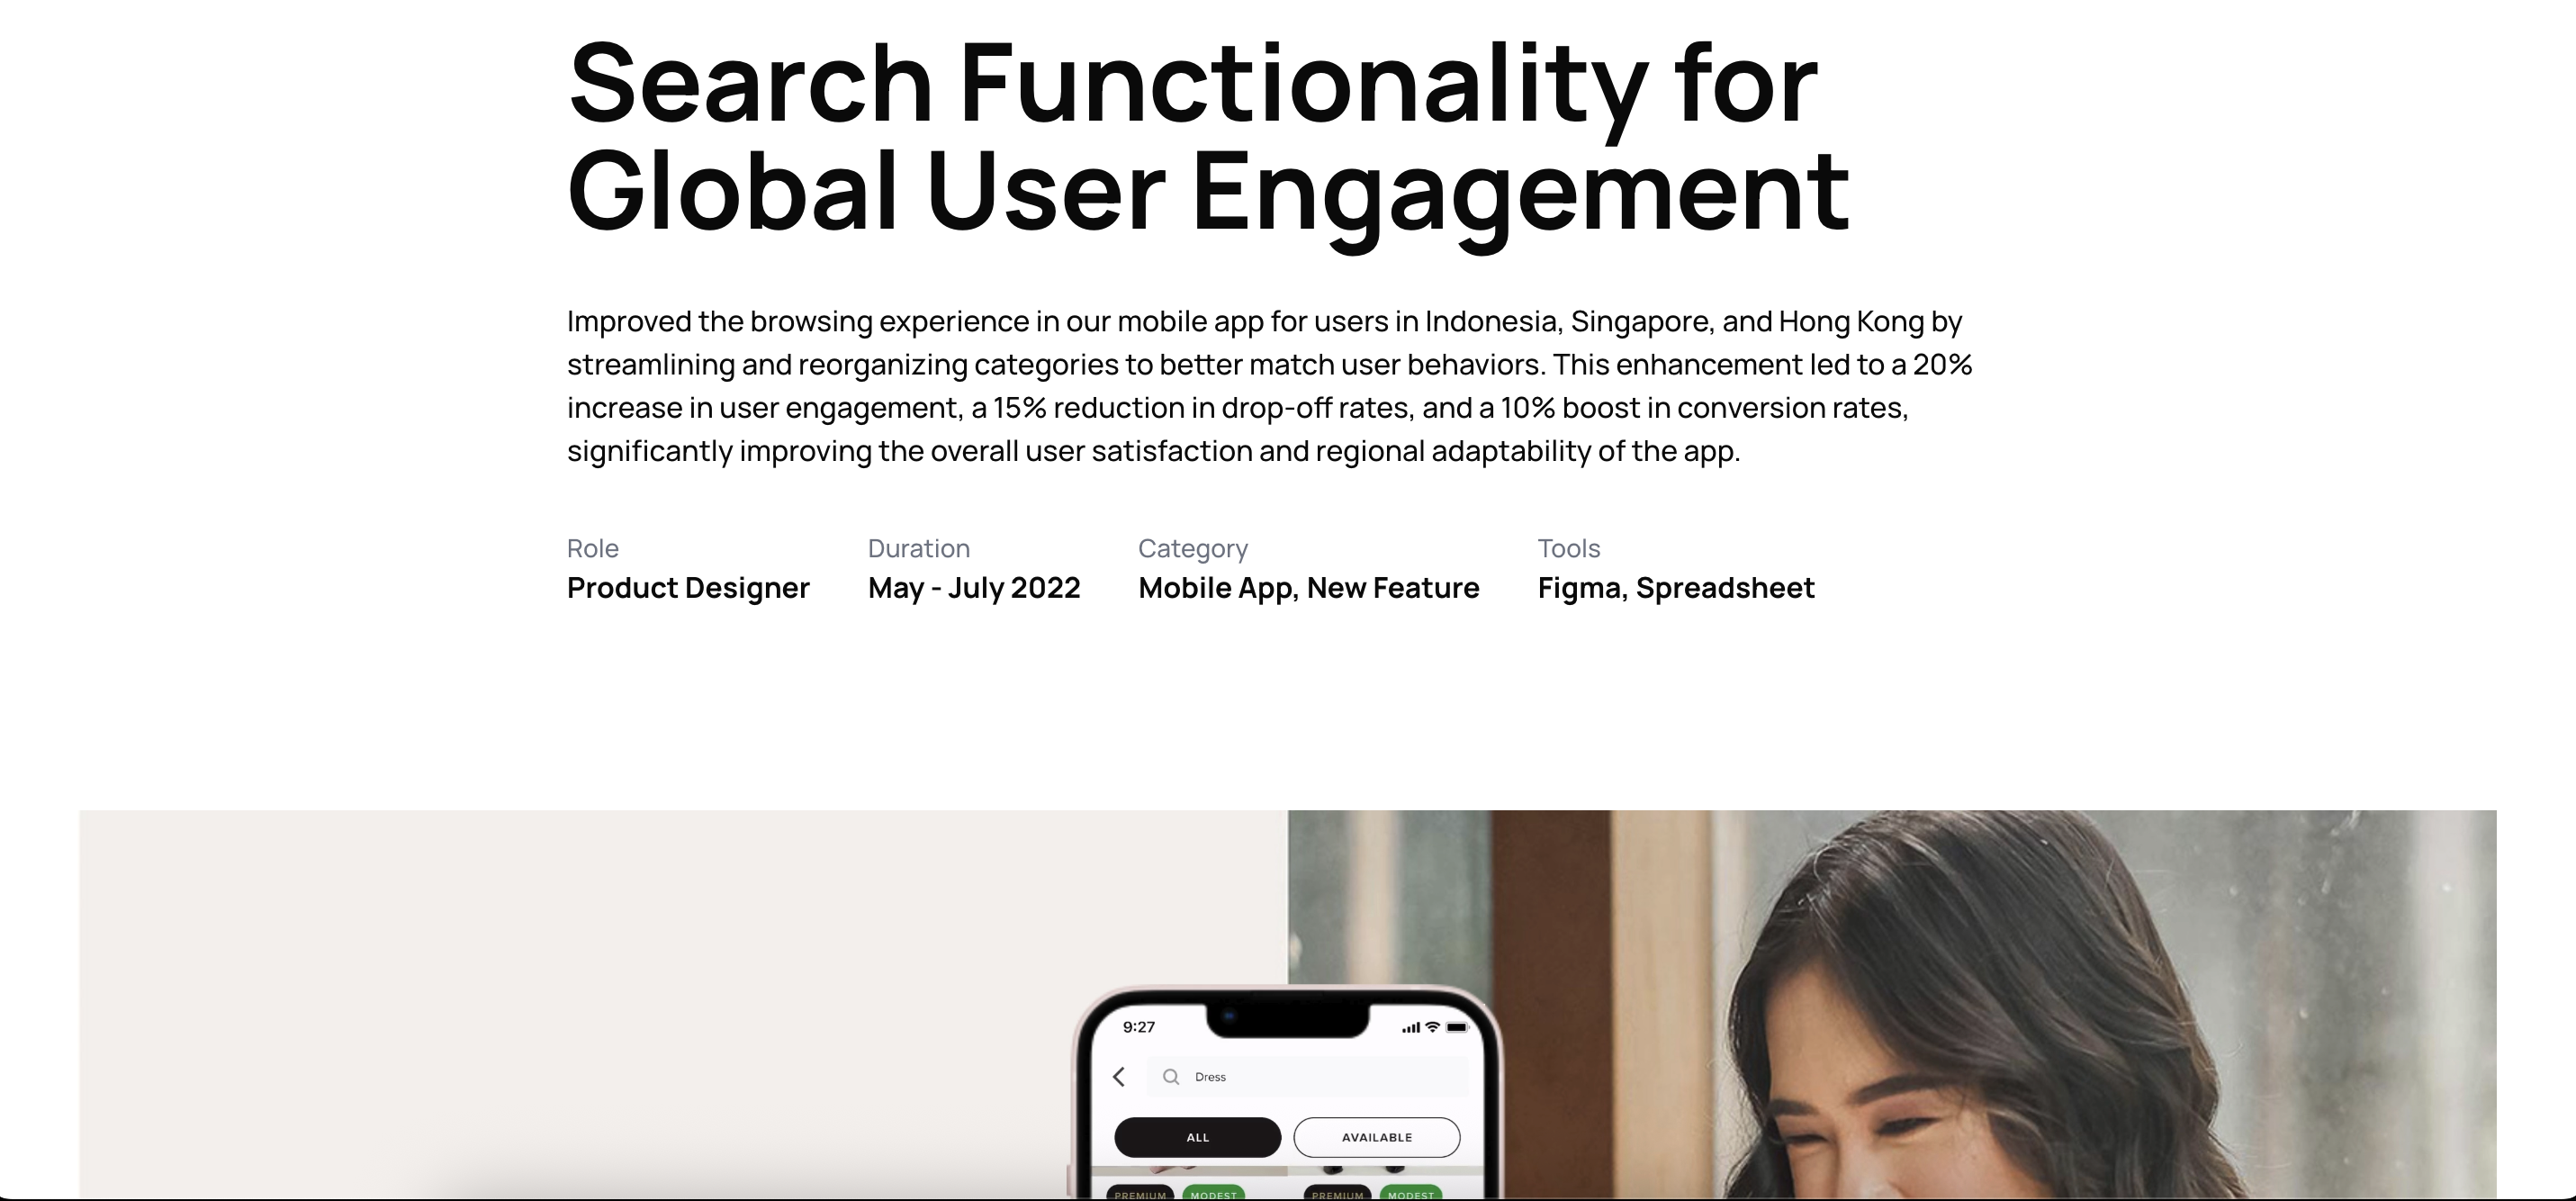 Search Functionality for
Global User Engagement
Improved the browsing experience in our mobile app for users in Indonesia, Singapore, and Hong Kong by
streamlining and reorganizing categories to better match user behaviors. This enhancement led to a 20%
increase in user engagement, a 15% reduction in drop-off rates, and a 10% boost in conversion rates,
significantly improving the overall user satisfaction and regional adaptability of the app.
Role Duration Category Tools
Product Designer May - July 2022 Mobile App, New Feature Figma, Spreadsheet
9:27
Dress
ALL AVAILABLE
PREMIUM MODEST PREMIUM MODEST